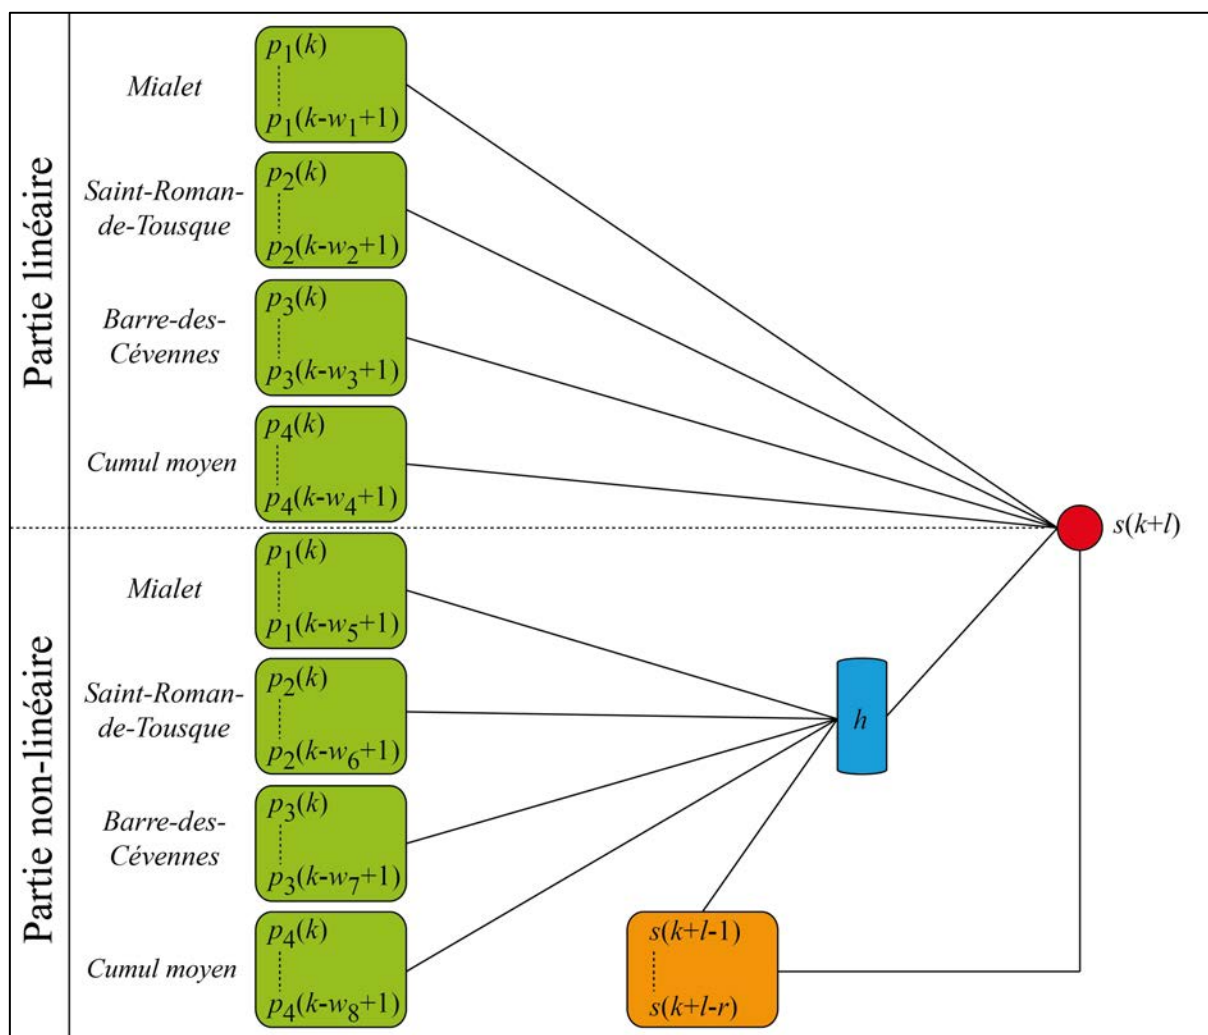 Partie linéaire
Mialet
p1(k)
p1(k-w1+1)
Saint-Roman-
de-Tousque
p2(k)
p2(k-w2+1)
Barre-des-
Cévennes
p3(k)
p3(k-w3+1)
Cumul moyen
p4(k)
p4(k-w4+1)
s(k+l)
Partie non-linéaire
Mialet
p1(k)
p1(k-w5+1)
Saint-Roman-
de-Tousque
p2(k)
p2(k-w6+1)
h
Barre-des-
Cévennes
p3(k)
p3(k-w7+1)
Cumul moyen
p4(k)
p4(k-w8+1)
s(k+l-1)
s(k+l-r)